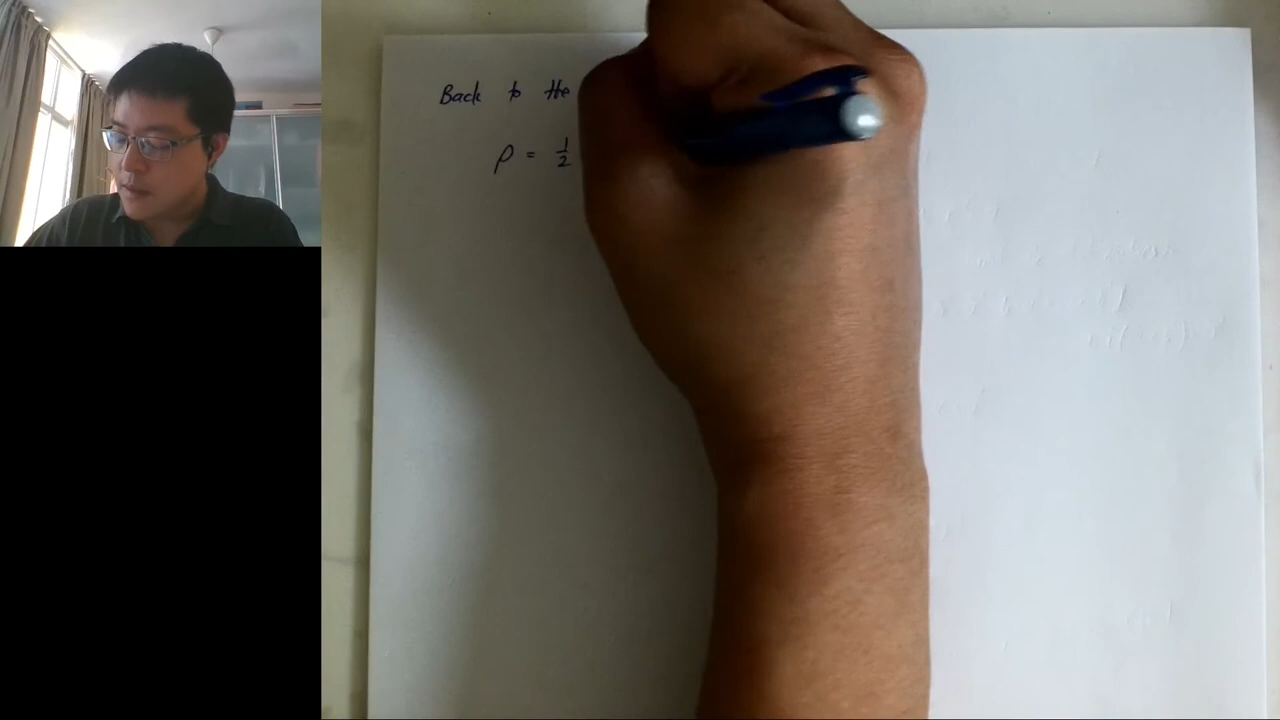 Back to the
ρ = 1/2